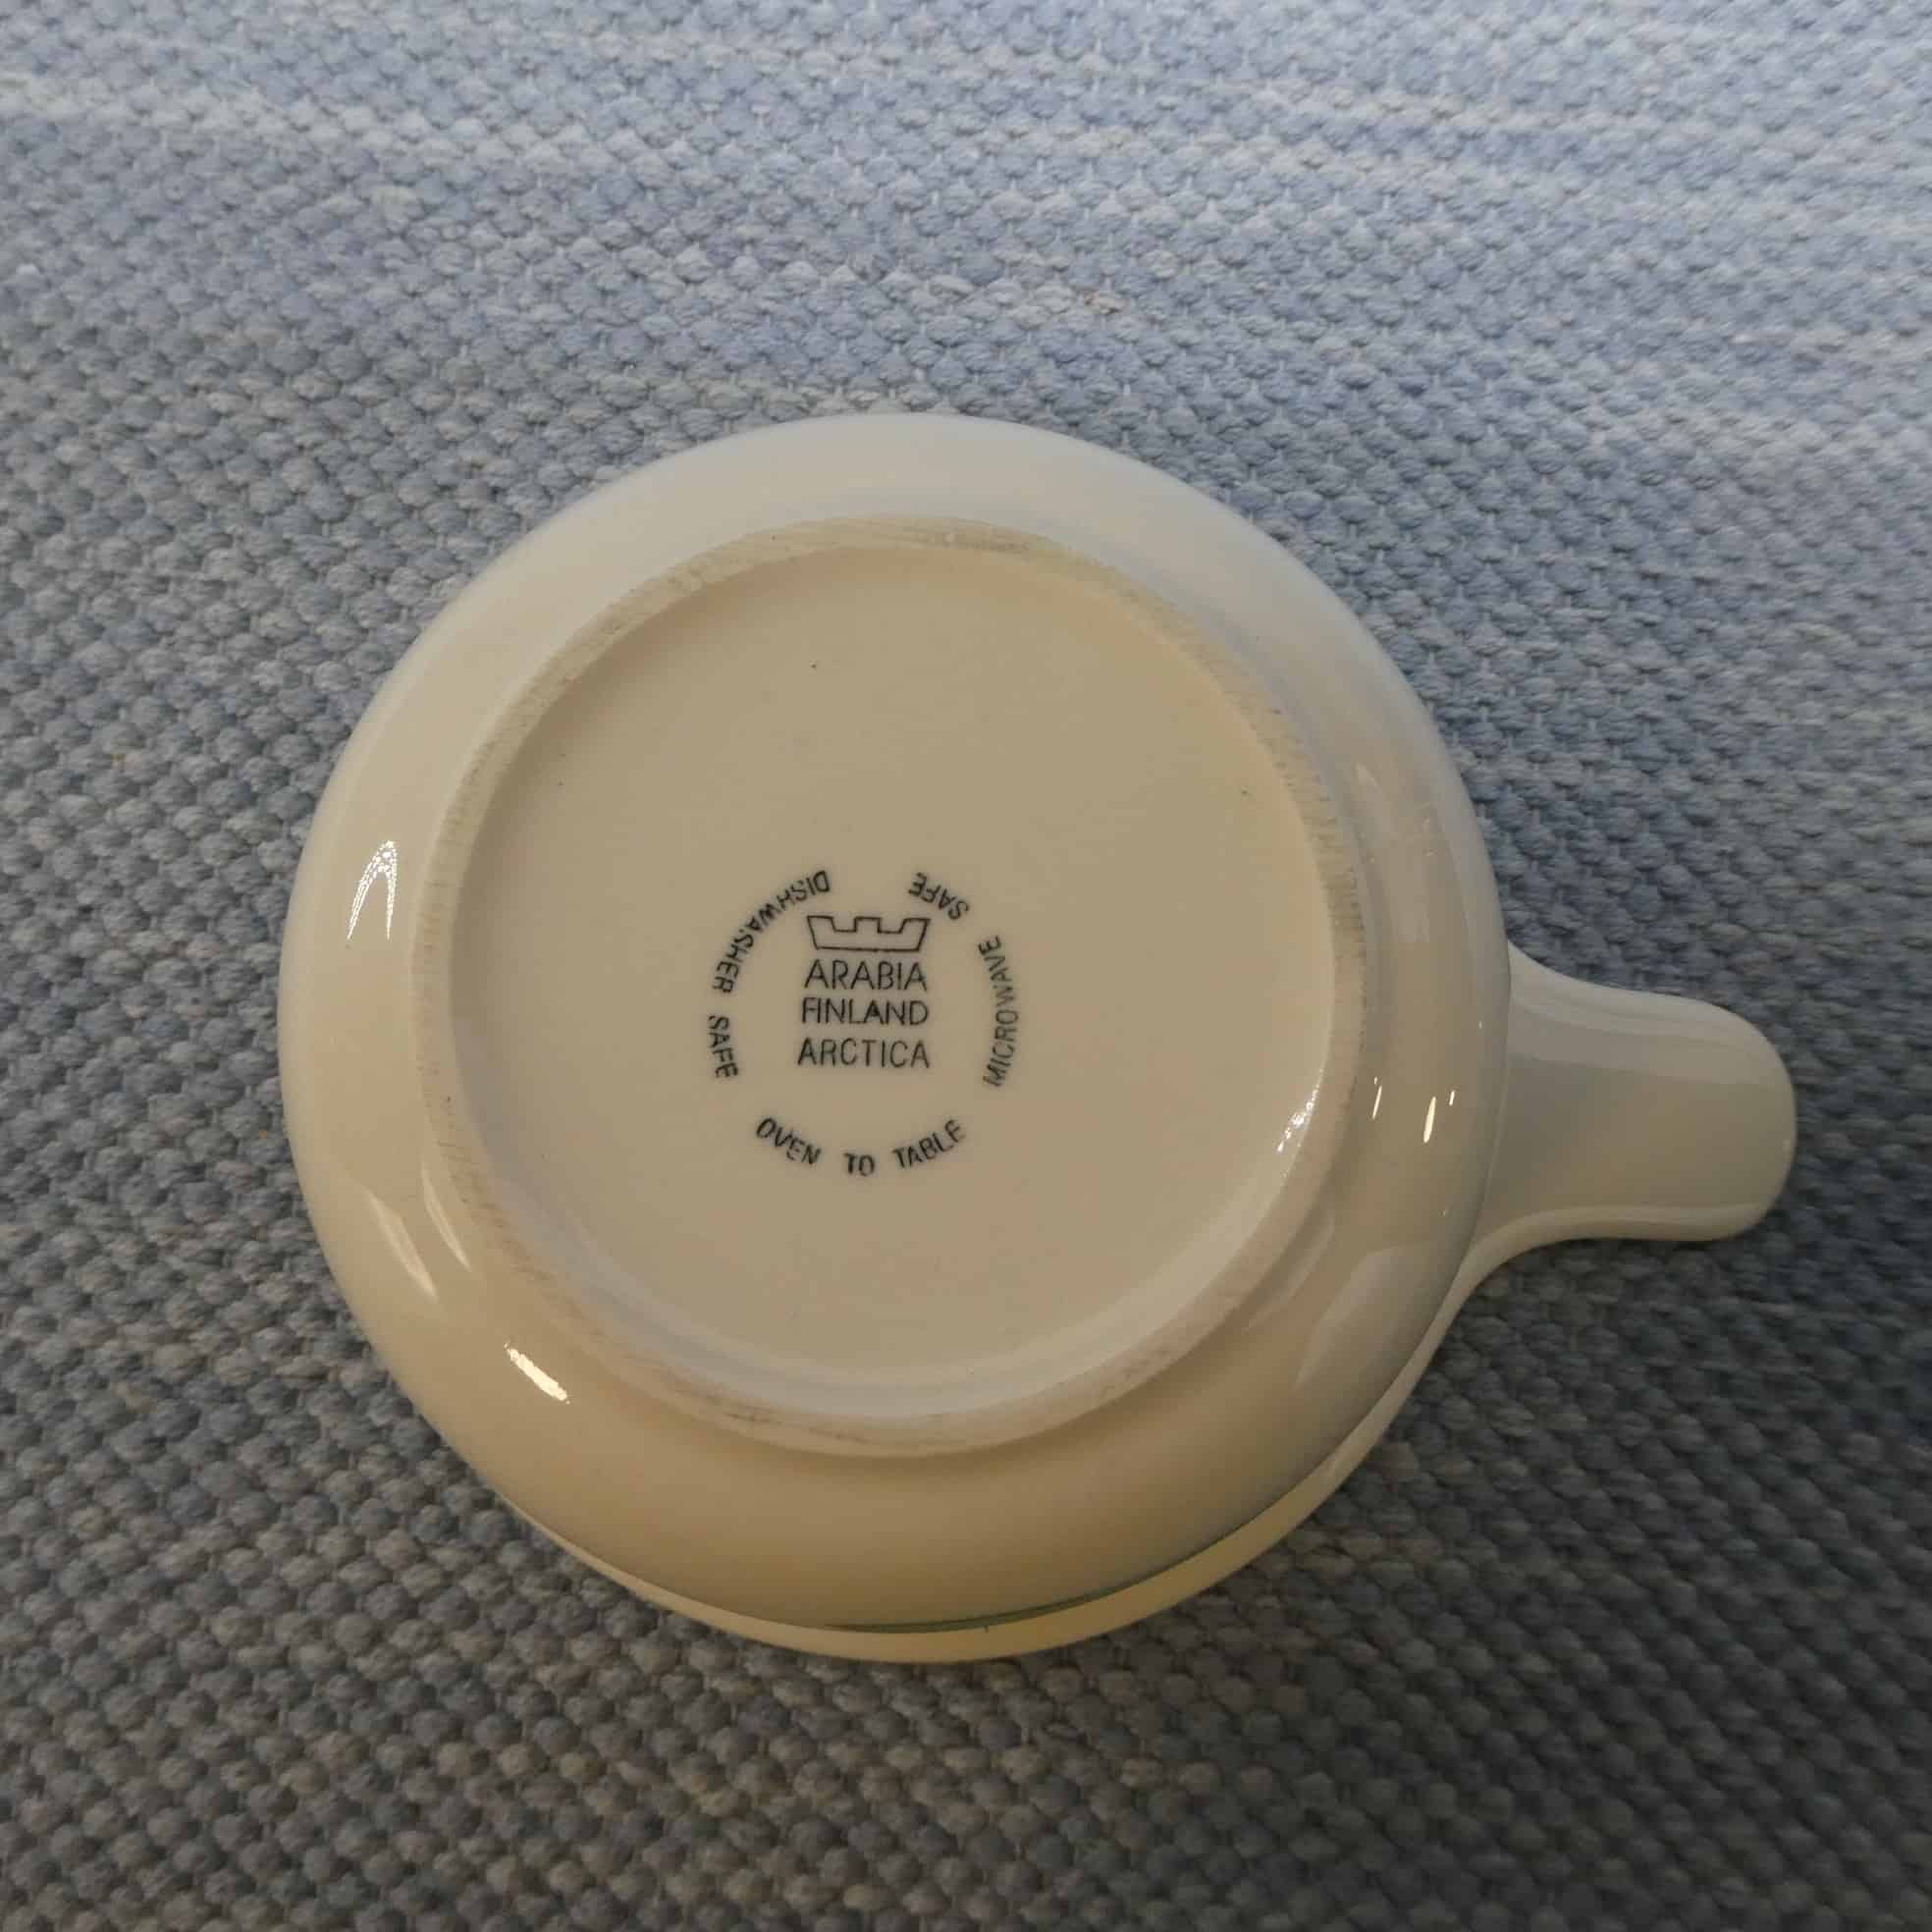 ARABIA
FINLAND
ARCTICA
DISHWASHER SAFE
OVEN TO TABLE
MICROWAVE SAFE